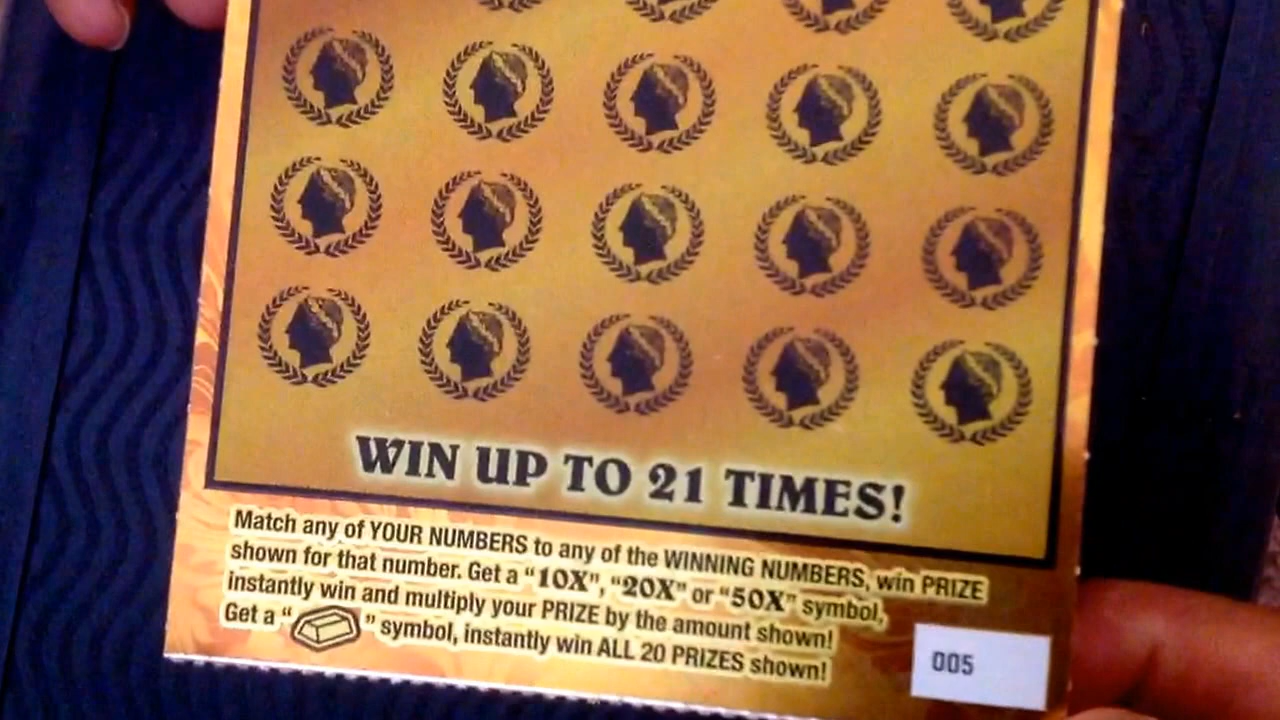 WIN UP TO 21 TIMES!
Match any of YOUR NUMBERS to any of the WINNING NUMBERS, win PRIZE
shown for that number. Get a “10X”, “20X” or “50X” symbol,
instantly win and multiply your PRIZE by the amount shown!
Get a “ ” symbol, instantly win ALL 20 PRIZES shown!
005